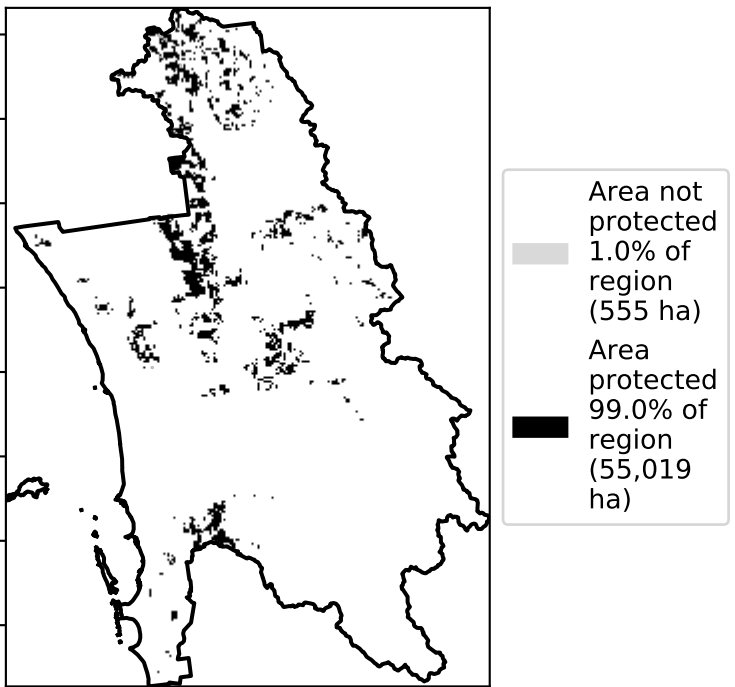 Area not
protected
1.0% of
region
(555 ha)
Area
protected
99.0% of
region
(55,019
ha)